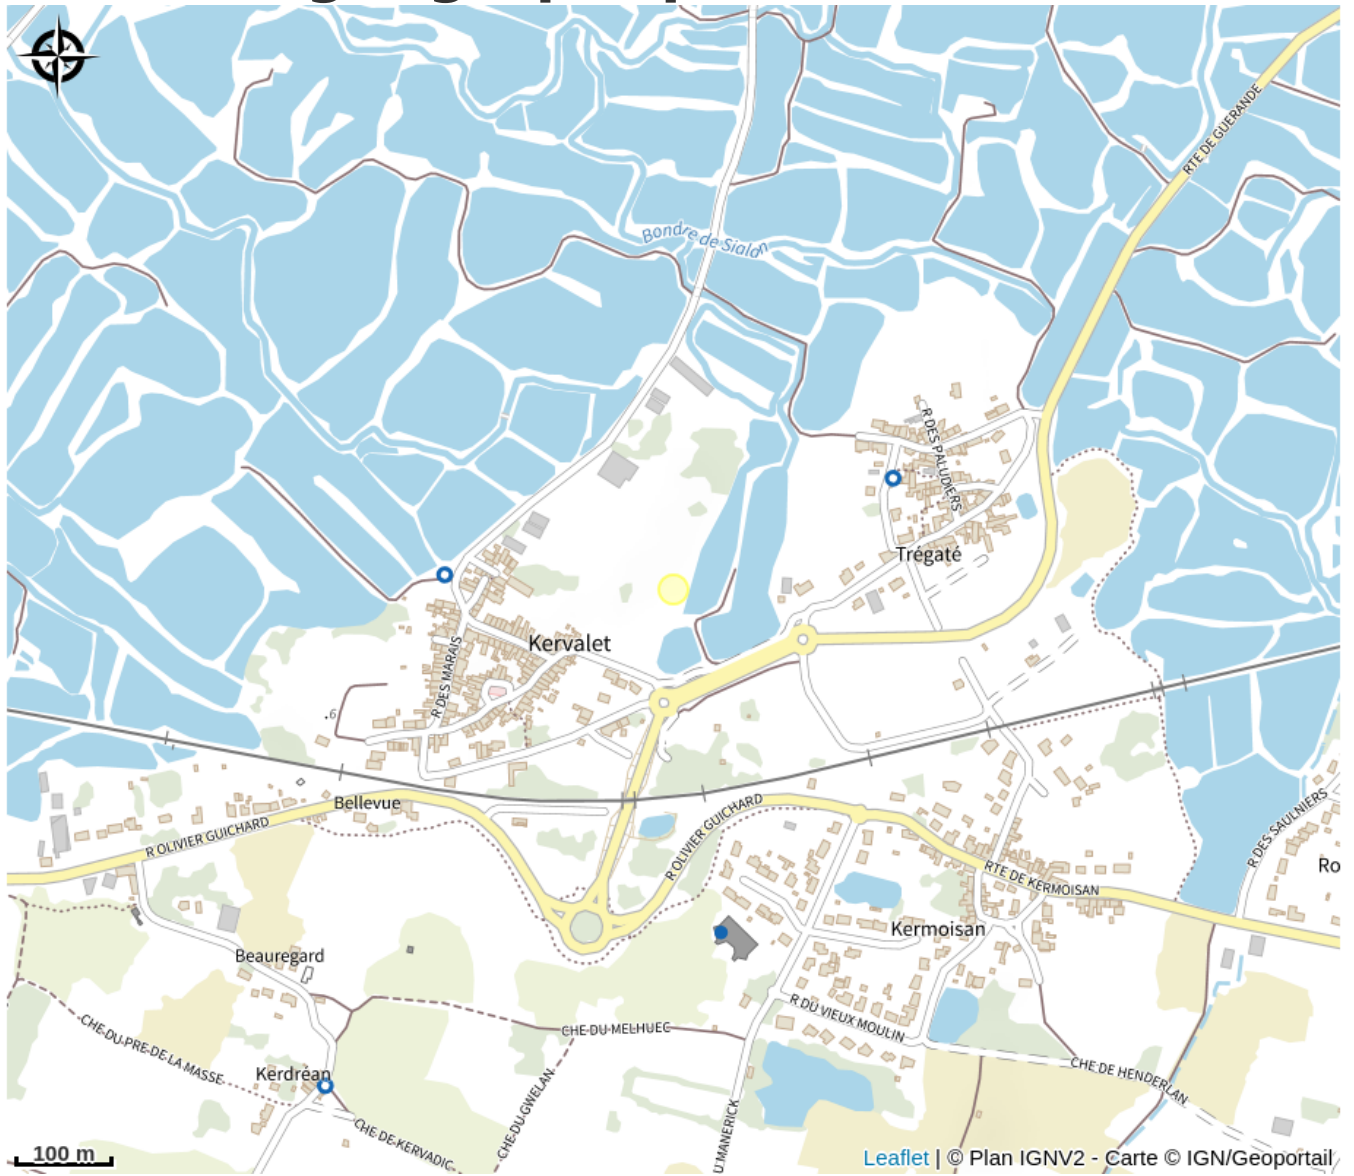 RTE DE GUERANDE
Bondre de Sialon
R DES PALUDIERS
Trégaté
Kervalet
R DES MARAIS
.6
Bellevue
R OLIVIER GUICHARD
R OLIVIER GUICHARD
R DES SAULNIERS
Ro
RTE DE KERMOISAN
Kermoisan
Beauregard
R DU VIEUX MOULIN
CHE DU MELHUEC
CHE-DU-PRE-DE-LA-MASSE
Kerdréan
CHE DE HENDERLAN
CHE-DU-GWELAN
CHE-DE-KERVADIC
U MANERICK
100 m
Leaflet | © Plan IGNV2 - Carte © IGN/Geoportail